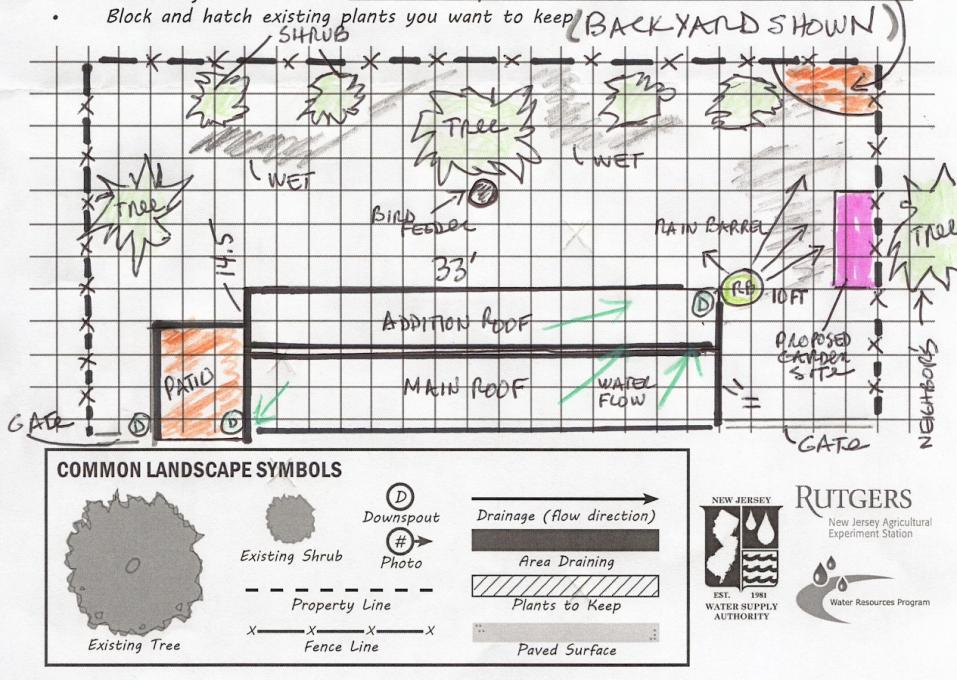 • Block and hatch existing plants you want to keep
(BACKYARD SHOWN)
SHRUB
TREE
WET
WET
TREE
BIRD
FEEDER
RAIN BARREL
TREE
14.5
33'
D
RB
10FT
ADDITION ROOF
PROPOSED
GARDEN
SITE
PATIO
MAIN ROOF
WATER
FLOW
11'
NEIGHBORS
GATE
D
D
GATE
COMMON LANDSCAPE SYMBOLS
Existing Tree
Existing Shrub
D
Downspout
#
Photo
Property Line
X X X X
Fence Line
Drainage (flow direction)
Area Draining
Plants to Keep
Paved Surface
NEW JERSEY
EST. 1981
WATER SUPPLY
AUTHORITY
RUTGERS
New Jersey Agricultural
Experiment Station
Water Resources Program